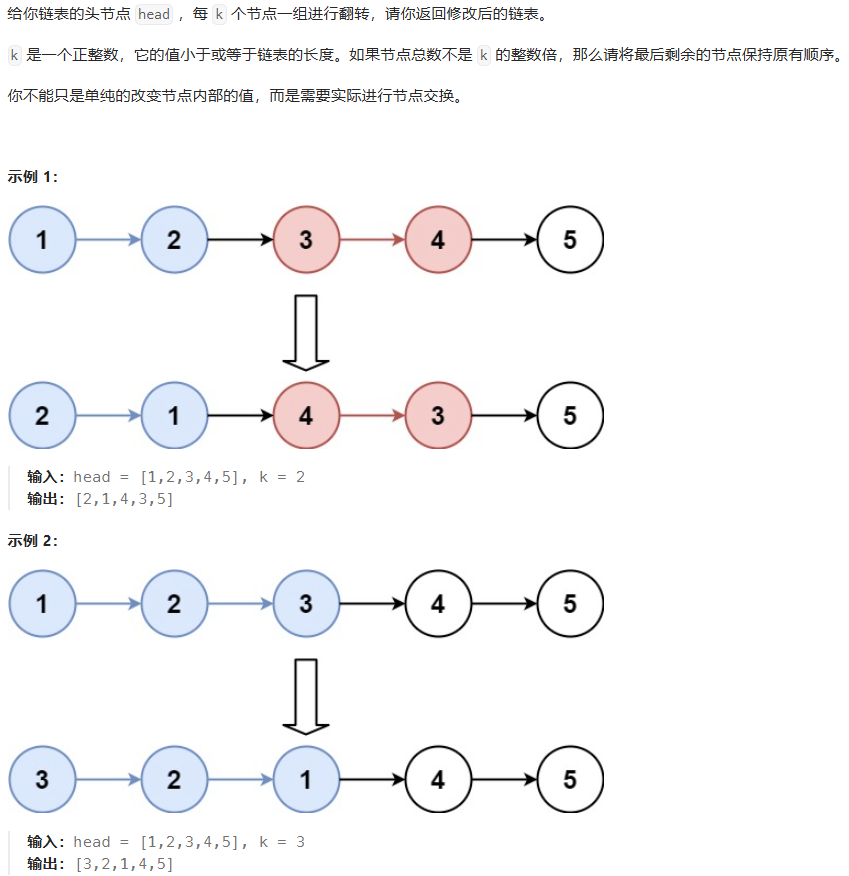 给你链表的头节点 head ，每 k 个节点一组进行翻转，请你返回修改后的链表。
k 是一个正整数，它的值小于或等于链表的长度。如果节点总数不是 k 的整数倍，那么请将最后剩余的节点保持原有顺序。
你不能只是单纯的改变节点内部的值，而是需要实际进行节点交换。
示例 1：
1 2 3 4 5
2 1 4 3 5
输入：head = [1,2,3,4,5], k = 2
输出：[2,1,4,3,5]
示例 2：
1 2 3 4 5
3 2 1 4 5
输入：head = [1,2,3,4,5], k = 3
输出：[3,2,1,4,5]